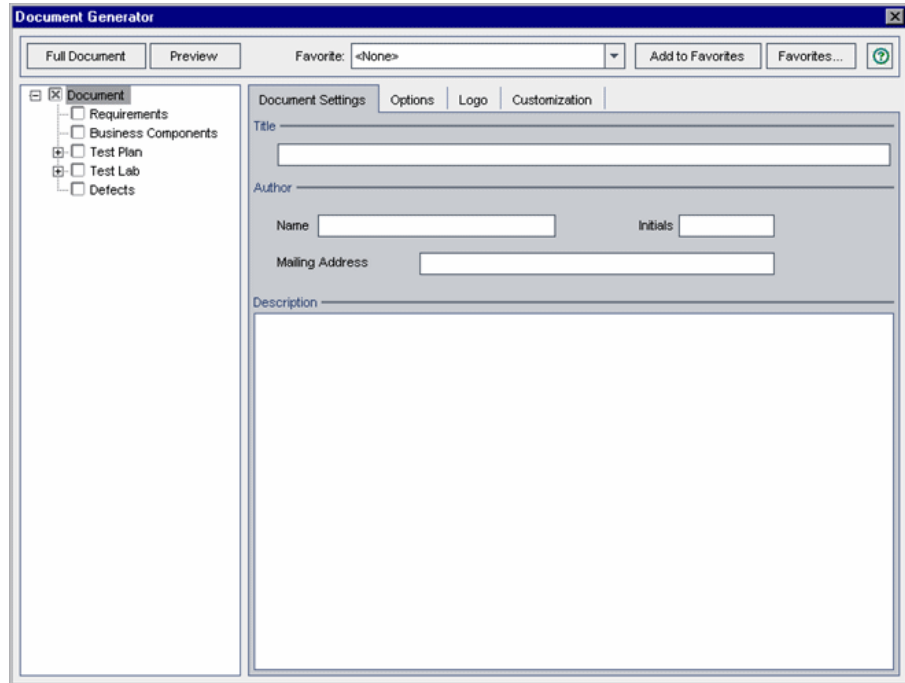 Document Generator
Full Document Preview Favorite: <None> Add to Favorites Favorites...
Document
Requirements
Business Components
Test Plan
Test Lab
Defects
Document Settings Options Logo Customization
Title
Author
Name Initials
Mailing Address
Description